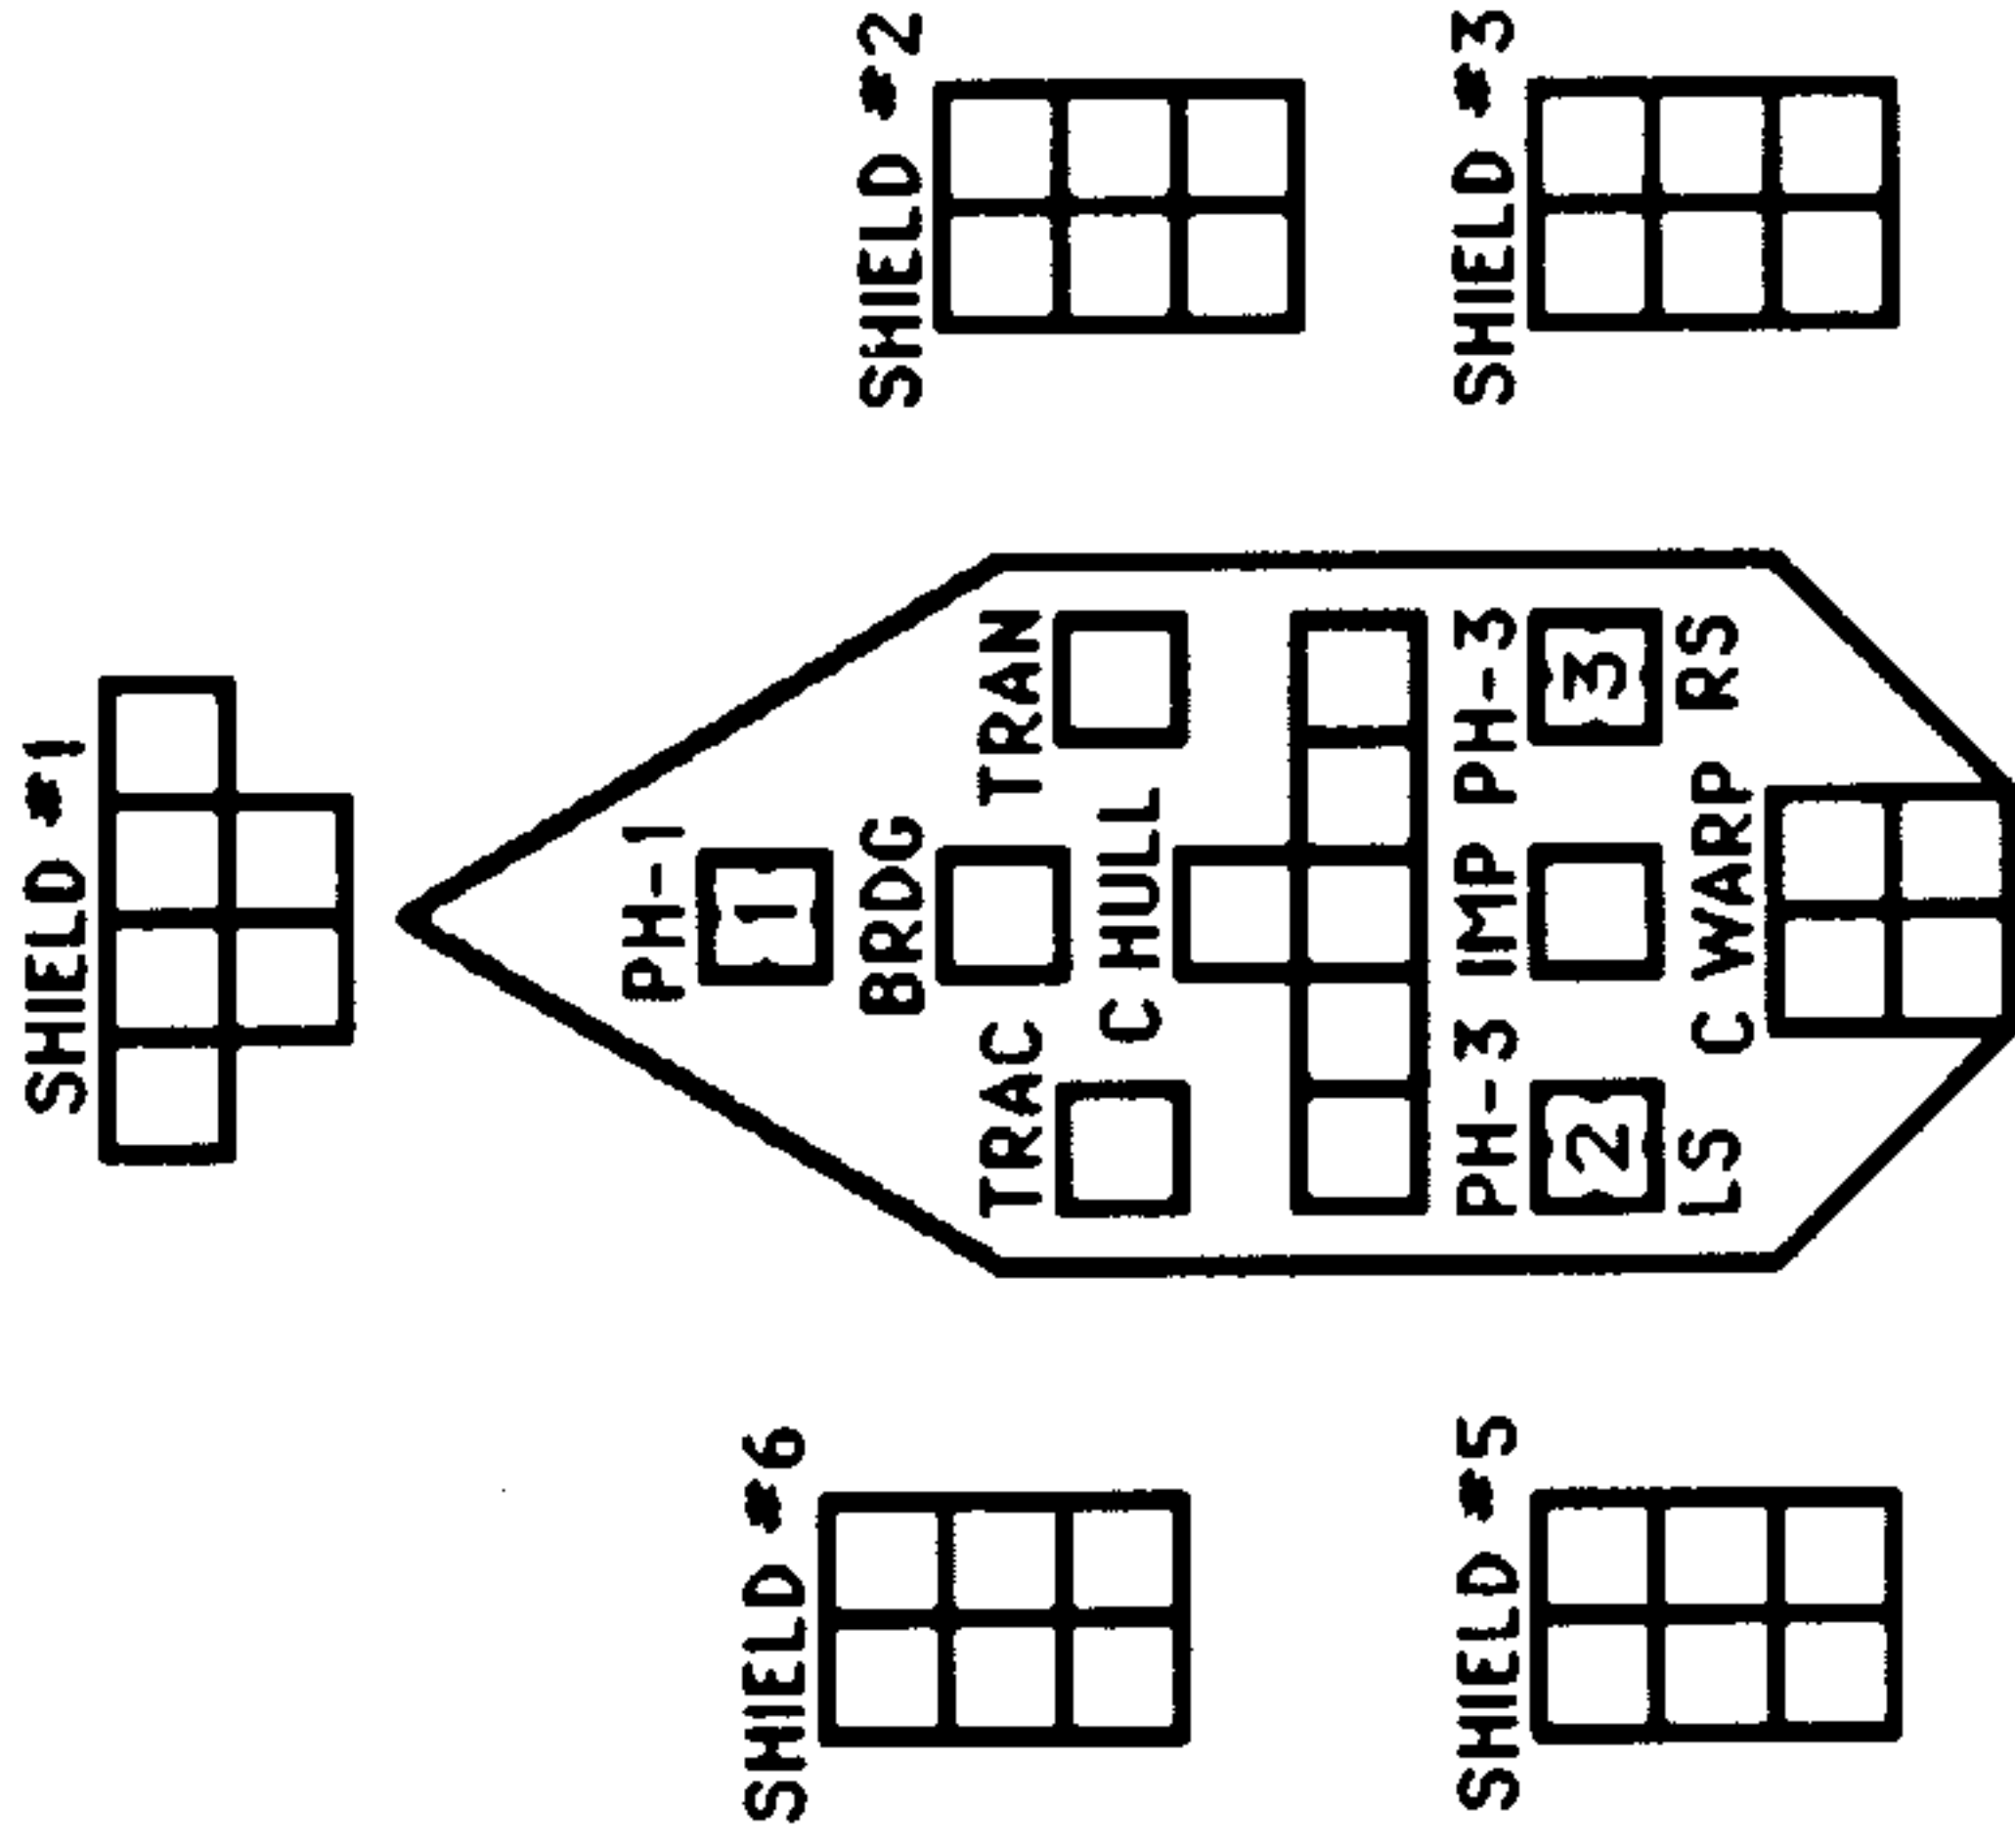 SHIELD #1
PH-1
1
BRDG
SHIELD #6
SHIELD #2
TRAC
TRAN
C HULL
PH-3 IMP PH-3
2
3
LS
C WARP
RS
SHIELD #5
SHIELD #3